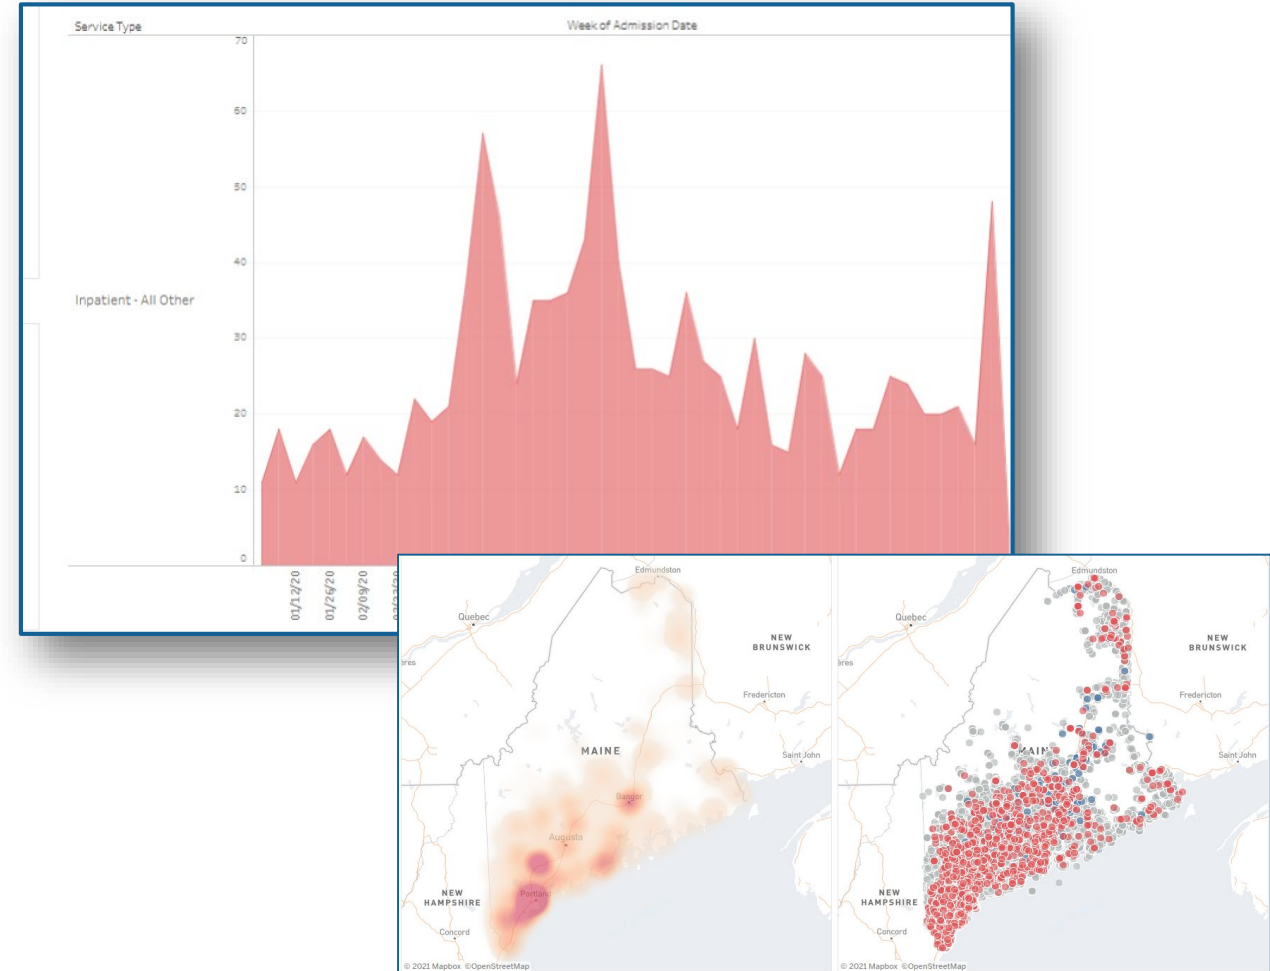 Service Type
Week of Admission Date
70
60
50
40
30
20
10
0
Inpatient - All Other
01/12/20
01/26/20
02/09/20
Edmundston
Quebec
NEW
BRUNSWICK
Fredericton
MAINE
Saint John
Bangor
Augusta
Portland
NEW
HAMPSHIRE
Concord
© 2021 Mapbox ©OpenStreetMap
Edmundston
Quebec
NEW
BRUNSWICK
Fredericton
Saint John
NEW
HAMPSHIRE
Concord
© 2021 Mapbox ©OpenStreetMap